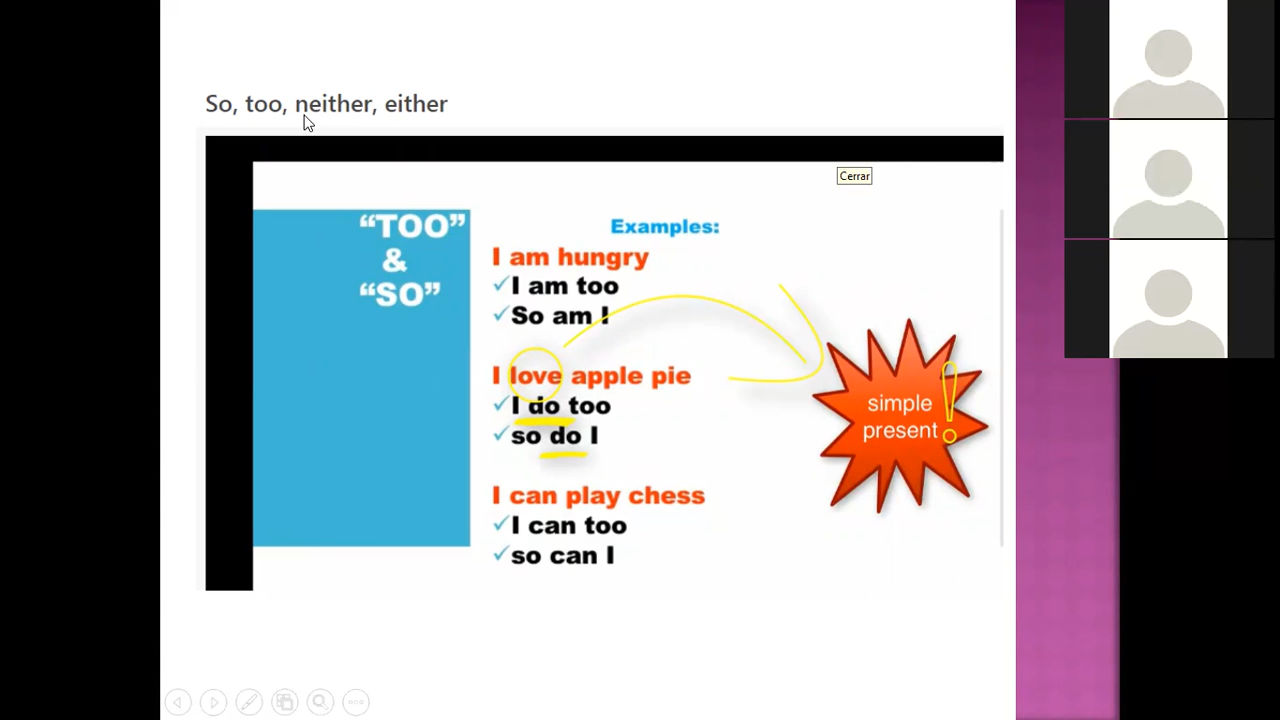 So, too, neither, either
Cerrar
“TOO”
&
“SO”
Examples:
I am hungry
I am too
So am I
I love apple pie
I do too
so do I
I can play chess
I can too
so can I
simple
present !